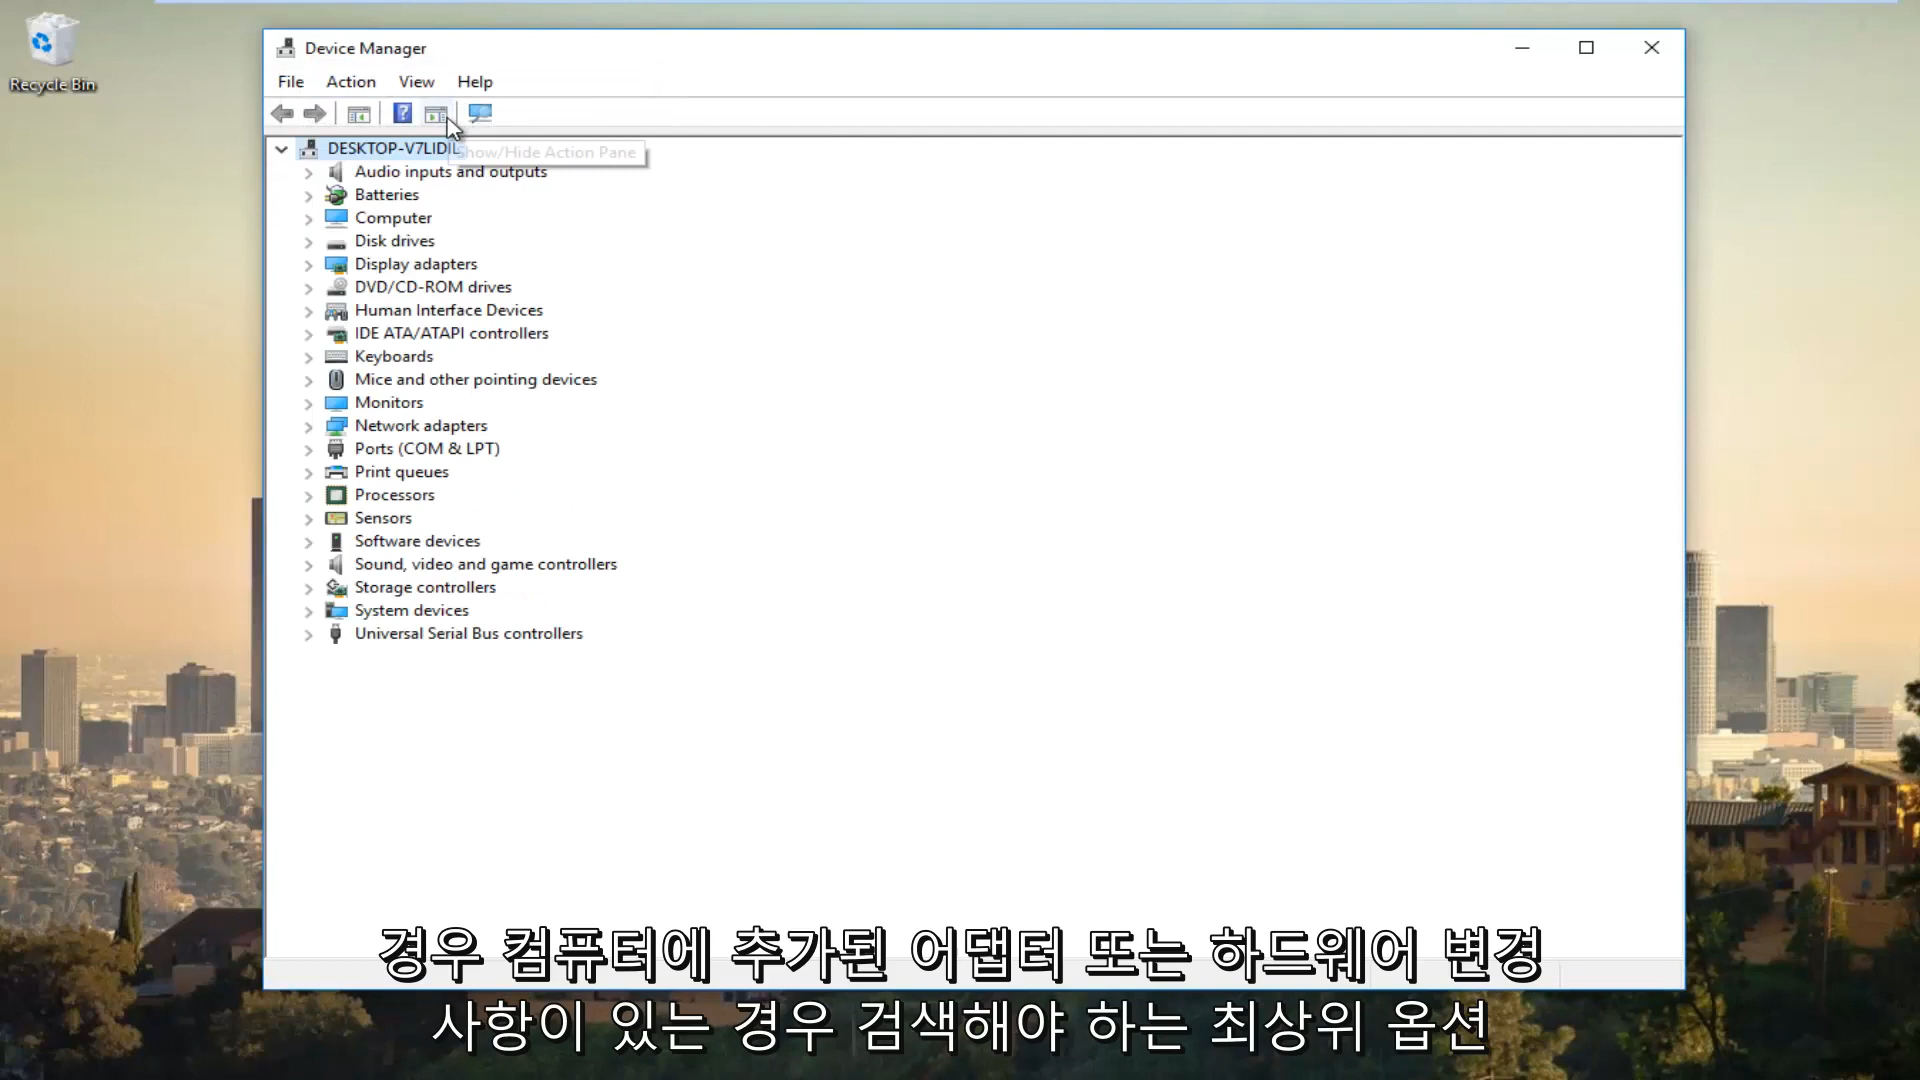 Recycle Bin
Device Manager
File Action View Help
DESKTOP-V7LIDIL
Show/Hide Action Pane
Audio inputs and outputs
Batteries
Computer
Disk drives
Display adapters
DVD/CD-ROM drives
Human Interface Devices
IDE ATA/ATAPI controllers
Keyboards
Mice and other pointing devices
Monitors
Network adapters
Ports (COM & LPT)
Print queues
Processors
Sensors
Software devices
Sound, video and game controllers
Storage controllers
System devices
Universal Serial Bus controllers
경우 컴퓨터에 추가된 어댑터 또는 하드웨어 변경
사항이 있는 경우 검색해야 하는 최상위 옵션